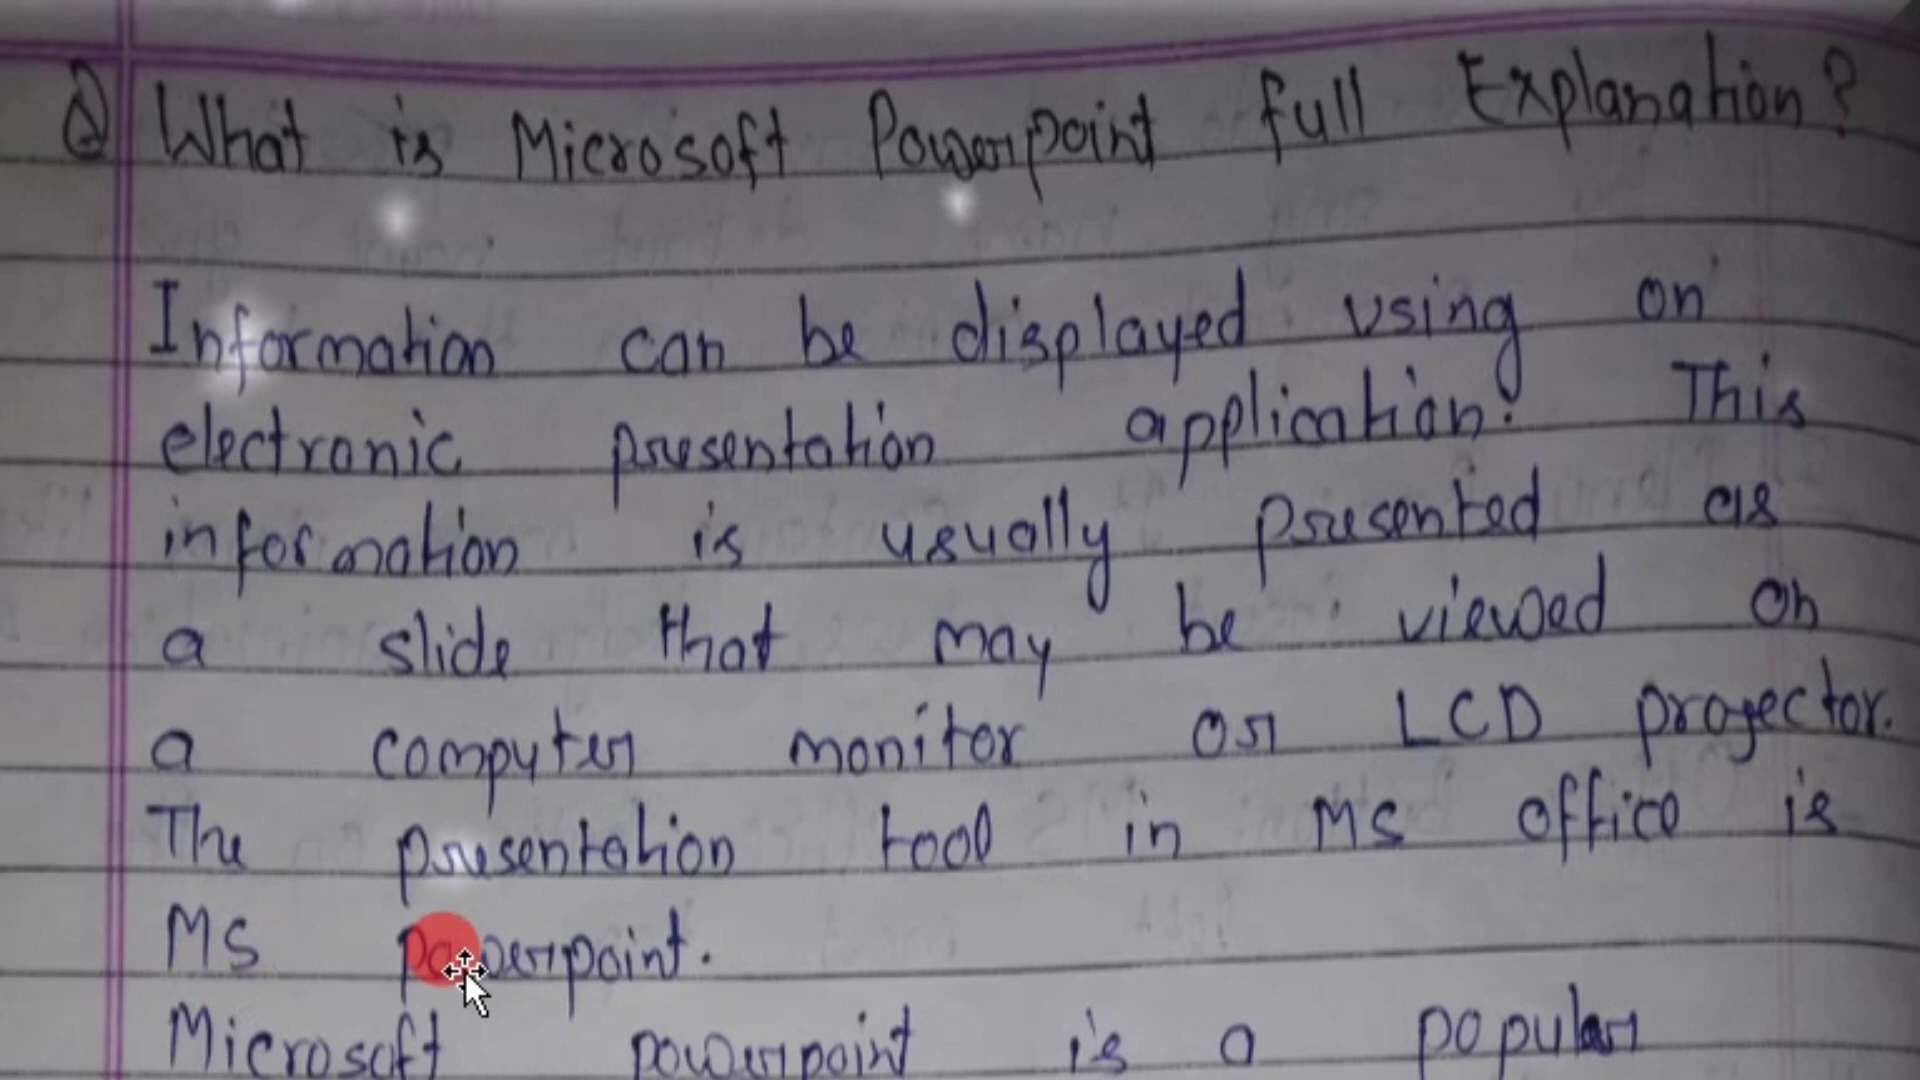 Q What is Microsoft Powerpoint full Explanation?
Information can be displayed using an
electronic presentation application. This
information is usually presented as
a slide that may be viewed on
a computer monitor or LCD projector.
The presentation tool in MS office is
MS powerpoint.
Microsoft powerpoint is a popular